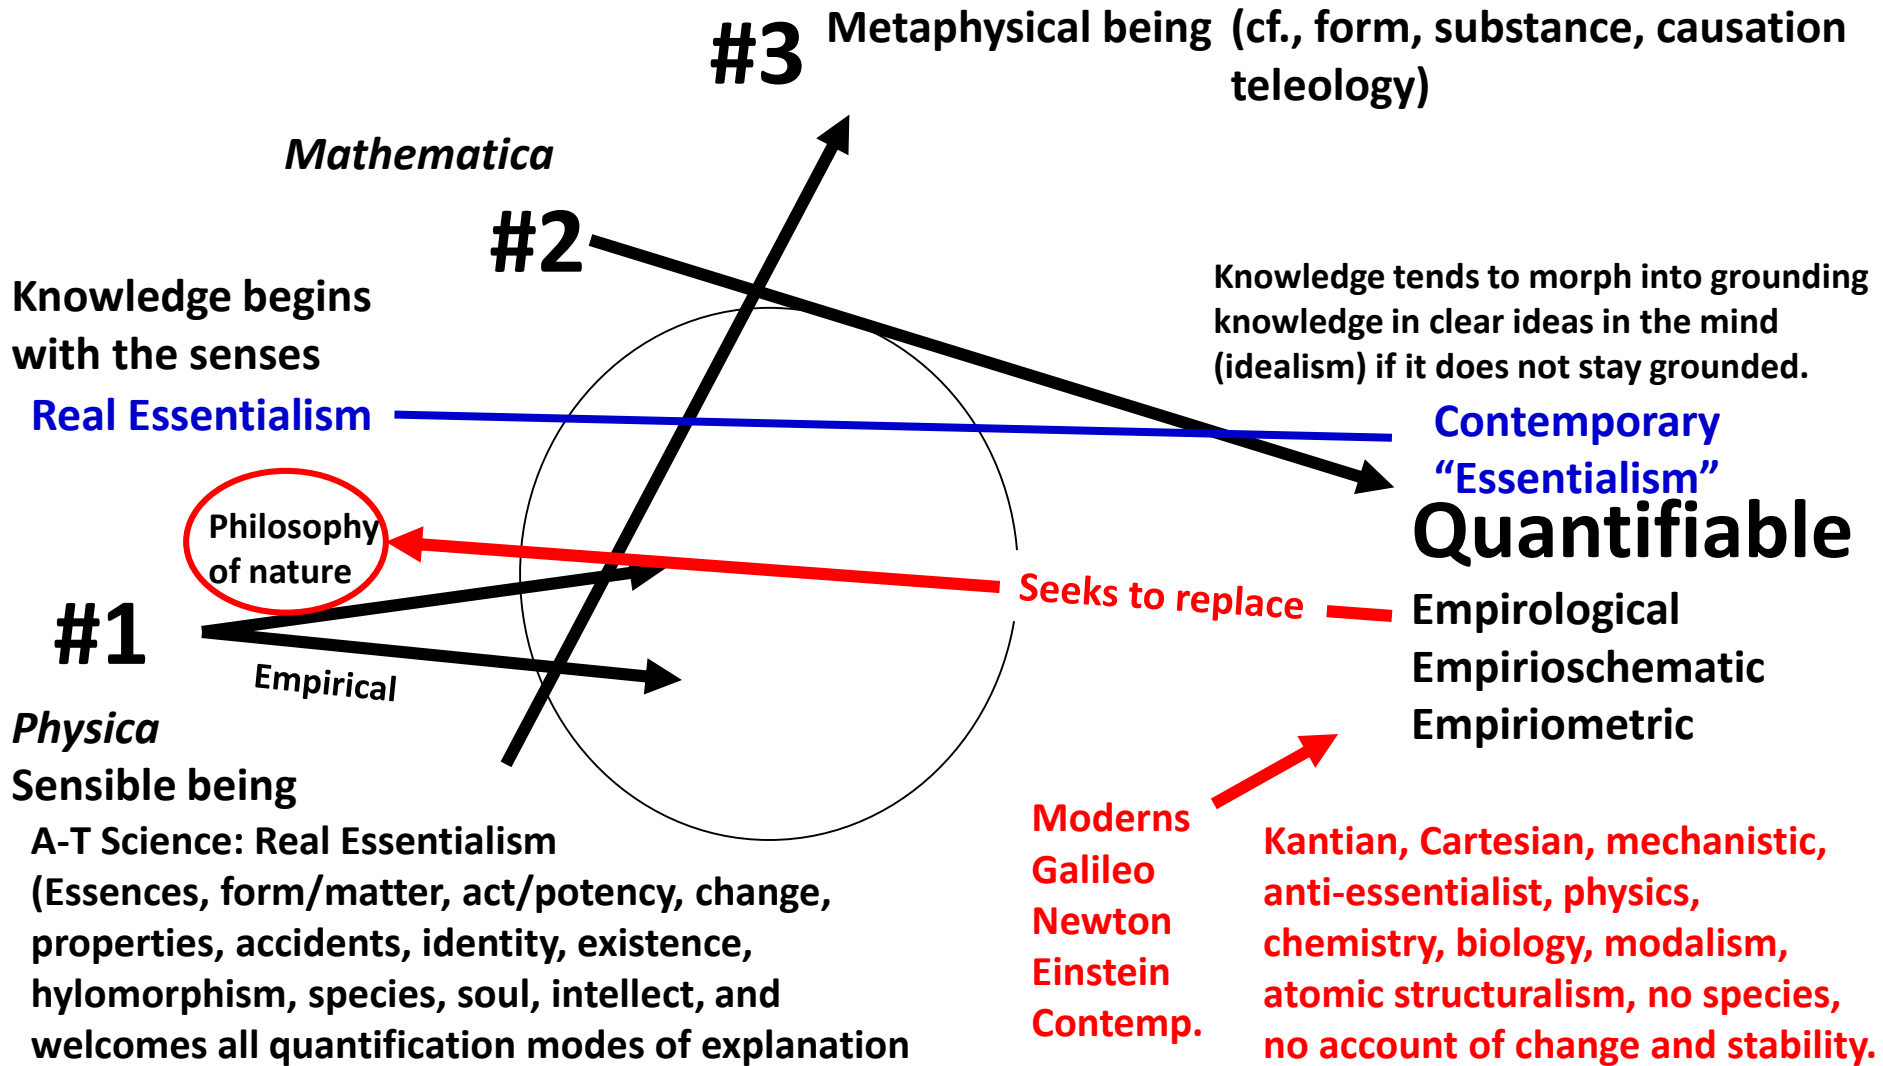 #3
Metaphysical being (cf., form, substance, causation
teleology)
Mathematica
#2
Knowledge begins
with the senses
Real Essentialism
Knowledge tends to morph into grounding
knowledge in clear ideas in the mind
(idealism) if it does not stay grounded.
Contemporary
“Essentialism”
Quantifiable
Philosophy
of nature
Seeks to replace
#1
Empirical
Empirological
Empirioschematic
Empiriometric
Physica
Sensible being
A-T Science: Real Essentialism
(Essences, form/matter, act/potency, change,
properties, accidents, identity, existence,
hylomorphism, species, soul, intellect, and
welcomes all quantification modes of explanation
Moderns
Galileo
Newton
Einstein
Contemp.
Kantian, Cartesian, mechanistic,
anti-essentialist, physics,
chemistry, biology, modalism,
atomic structuralism, no species,
no account of change and stability.